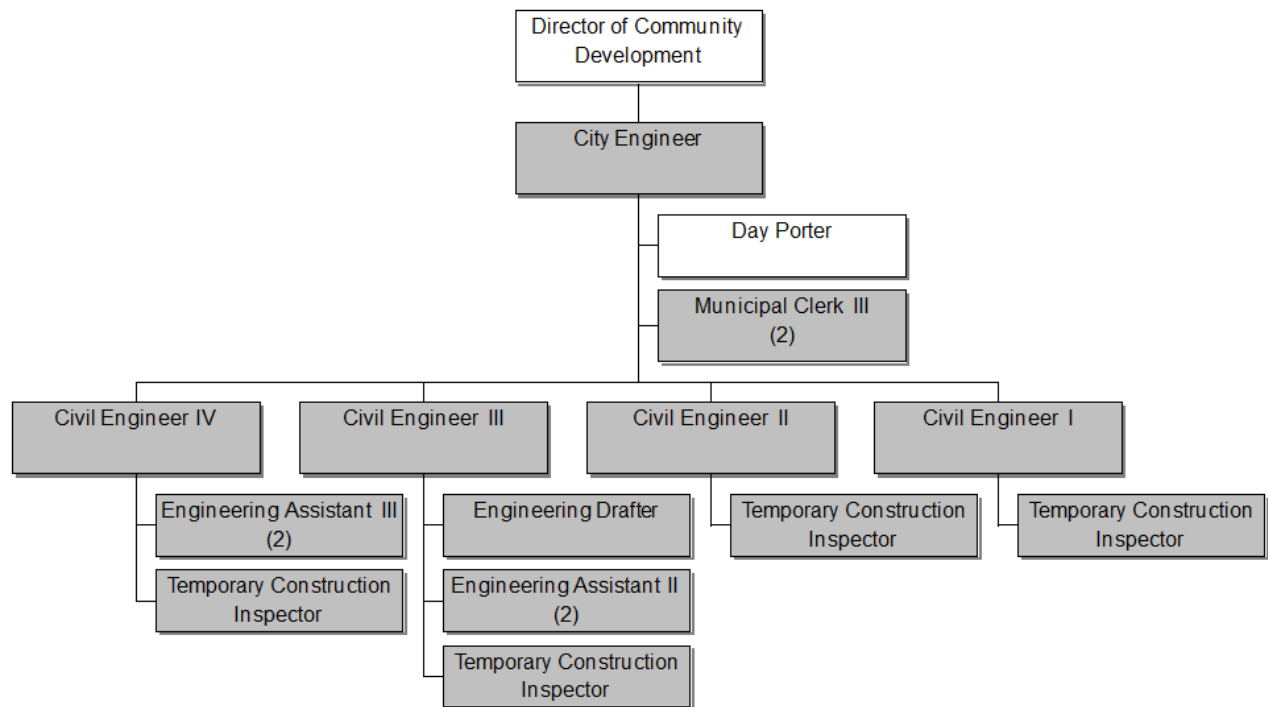 Director of Community
Development
City Engineer
Day Porter
Municipal Clerk III
(2)
Civil Engineer IV
Civil Engineer III
Civil Engineer II
Civil Engineer I
Engineering Assistant III
(2)
Temporary Construction
Inspector
Engineering Drafter
Engineering Assistant II
(2)
Temporary Construction
Inspector
Temporary Construction
Inspector
Temporary Construction
Inspector